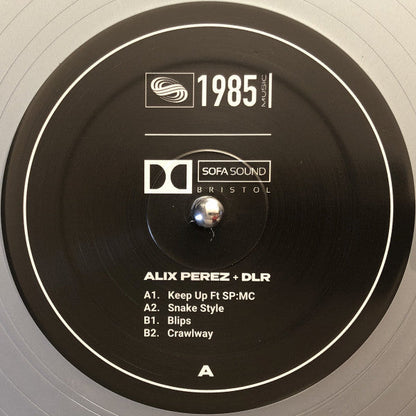 1985 MUSIC
SOFA SOUND
BRISTOL
ALIX PEREZ + DLR
A1. Keep Up Ft SP:MC
A2. Snake Style
B1. Blips
B2. Crawlway
A